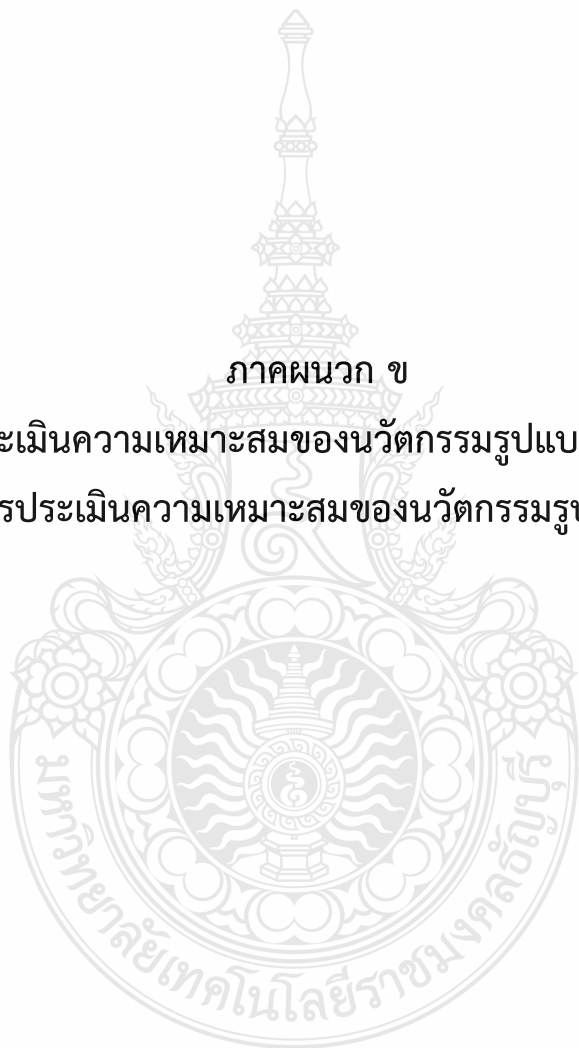 ภาคผนวก ข
ะเมินความเหมาะสมของนวัตกรรมรูปแบ
รประเมินความเหมาะสมของนวัตกรรมรูป
มหาวิทยาลัยเทคโนโลยีราชมงคลธัญบุรี